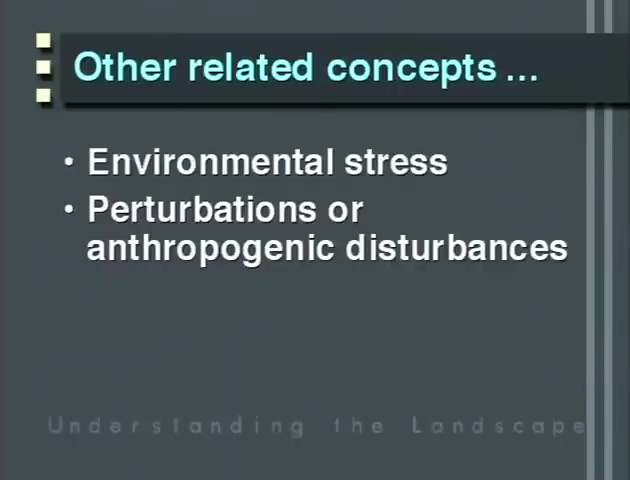 Other related concepts ...
• Environmental stress
• Perturbations or
anthropogenic disturbances
Understanding the Landscape